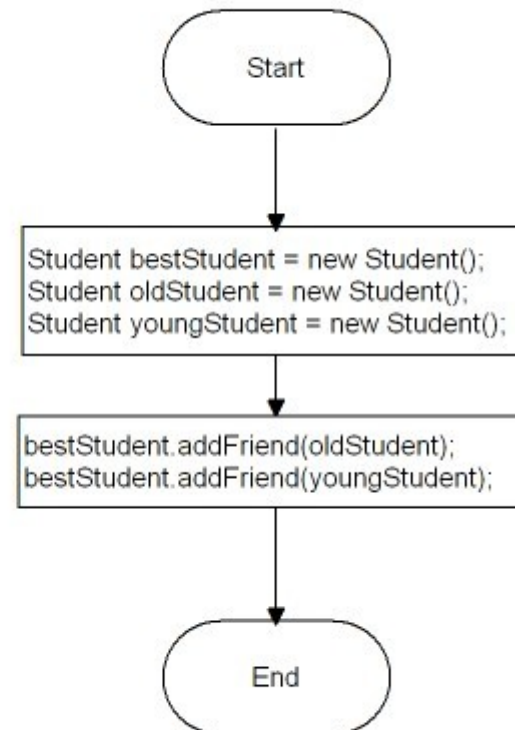 Start
Student bestStudent = new Student();
Student oldStudent = new Student();
Student youngStudent = new Student();
bestStudent.addFriend(oldStudent);
bestStudent.addFriend(youngStudent);
End